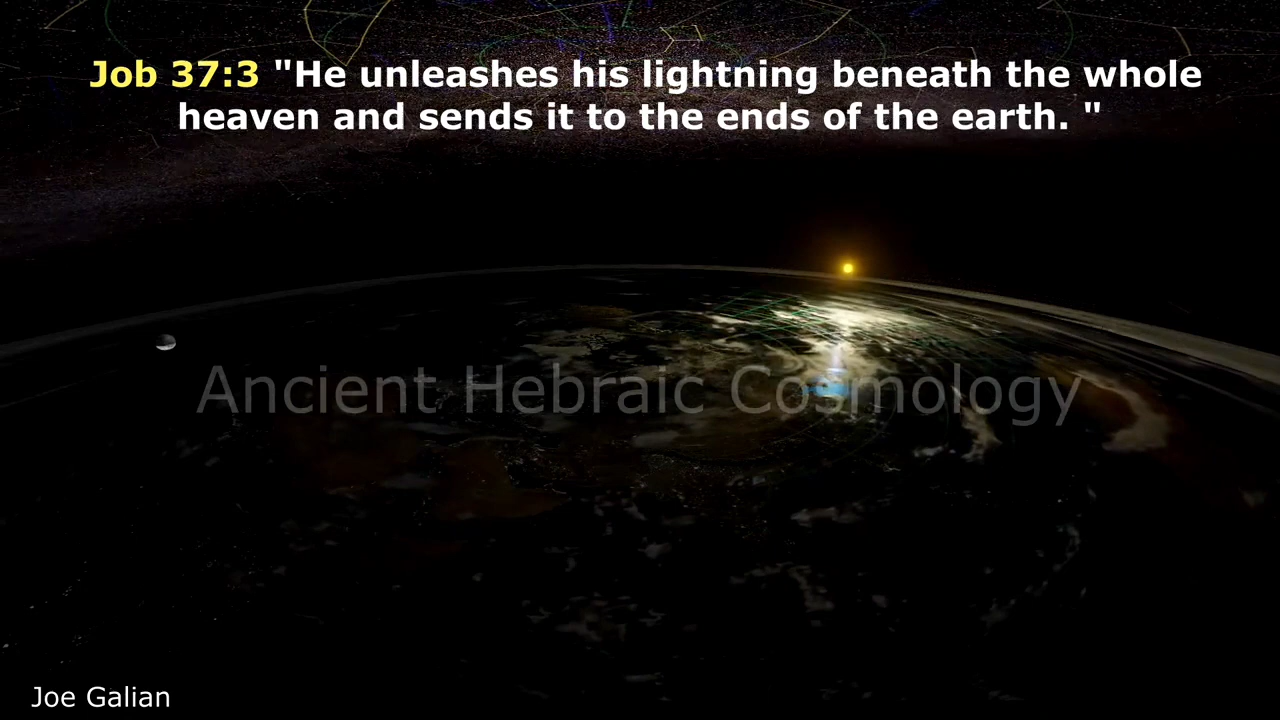 Job 37:3 "He unleashes his lightning beneath the whole
heaven and sends it to the ends of the earth. "
Ancient Hebraic Cosmology
Joe Galian